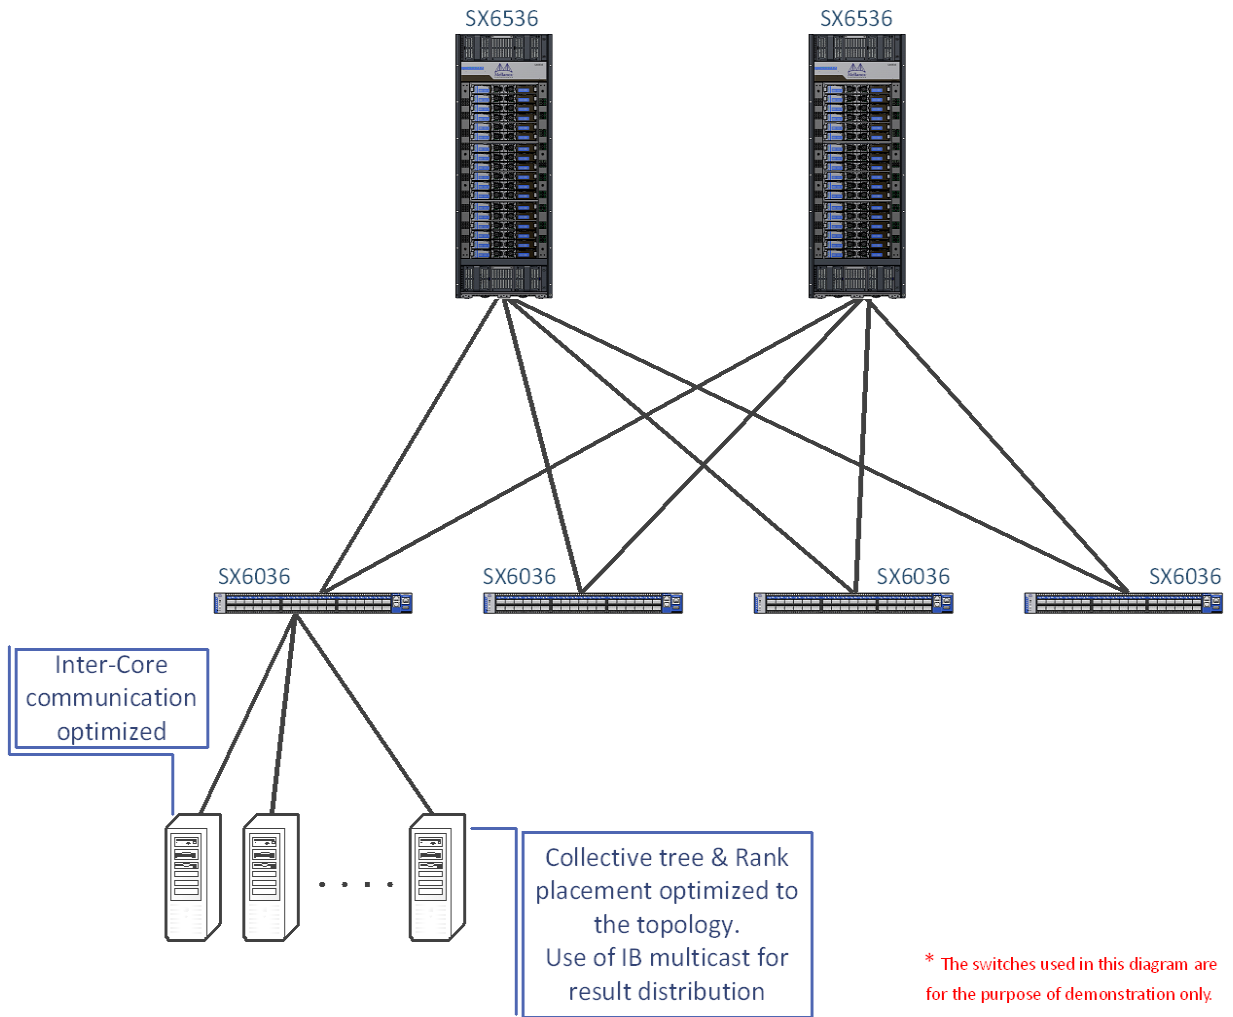 SX6536
SX6536
SX6036
SX6036
SX6036
SX6036
Inter-Core
communication
optimized
Collective tree & Rank
placement optimized to
the topology.
Use of IB multicast for
result distribution
* The switches used in this diagram are
for the purpose of demonstration only.